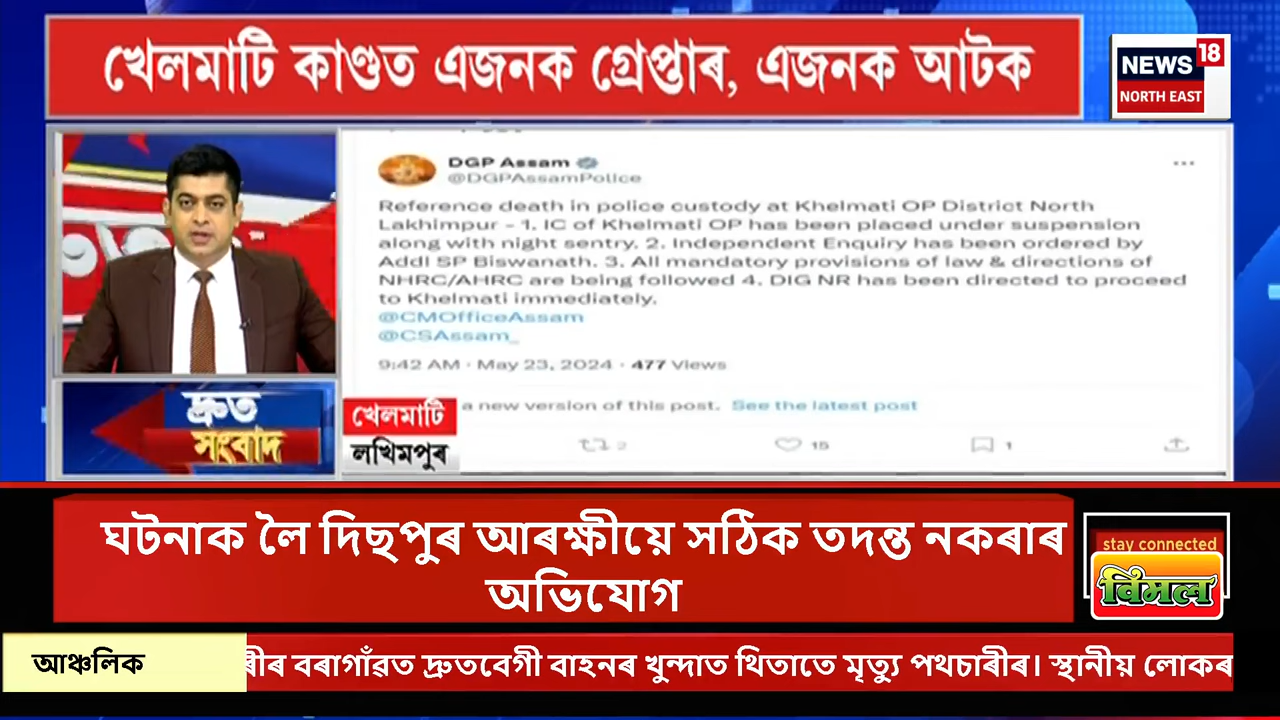 খেলমাটি কাণ্ডত এজনক গ্ৰেপ্তাৰ, এজনক আটক
NEWS 18
NORTH EAST
DGP Assam
@DGPAssamPolice
Reference death in police custody at Khelmati OP District North
Lakhimpur - 1. IC of Khelmati OP has been placed under suspension
along with night sentry. 2. Independent Enquiry has been ordered by
Addl SP Biswanath. 3. All mandatory provisions of law & directions of
NHRC/AHRC are being followed 4. DIG NR has been directed to proceed
to Khelmati immediately.
@CMOfficeAssam
@CSAssam_
9:42 AM · May 23, 2024 · 477 Views
a new version of this post. See the latest post
2 15 1
দ্ৰুত
সংবাদ
খেলমাটি
লখিমপুৰ
ঘটনাক লৈ দিছপুৰ আৰক্ষীয়ে সঠিক তদন্ত নকৰাৰ
অভিযোগ
stay connected
विमल
আঞ্চলিক
ৰীৰ বৰাগাঁৱত দ্ৰুতবেগী বাহনৰ খুন্দাত থিতাতে মৃত্যু পথচাৰীৰ। স্থানীয় লোকৰ